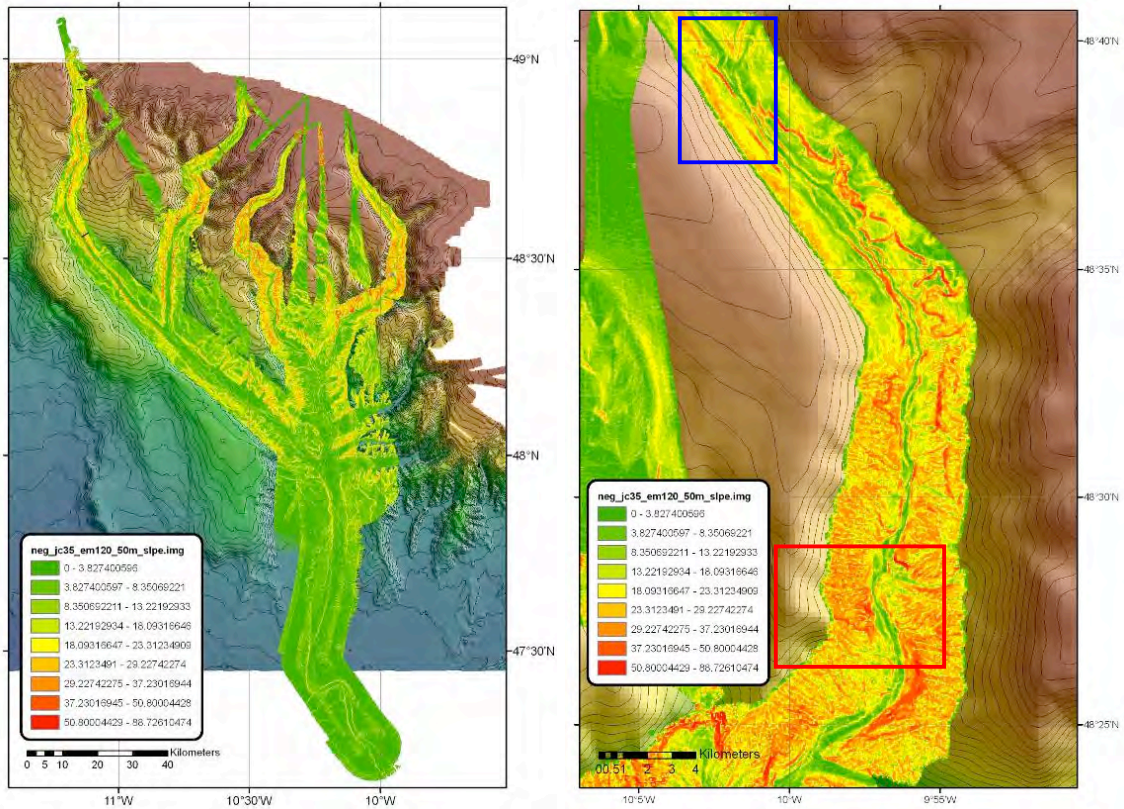 49°N
48°30'N
48°N
47°30'N
neg_jc35_em120_50m_slpe.img
0 - 3.827400596
3.827400597 - 8.35069221
8.350692211 - 13.22192933
13.22192934 - 18.09316646
18.09316647 - 23.31234909
23.3123491 - 29.22742274
29.22742275 - 37.23016944
37.23016945 - 50.80004428
50.80004429 - 88.72610474
Kilometers
0 5 10 20 30 40
11°W 10°30'W 10°W
48°40'N
48°35'N
48°30'N
48°25'N
neg_jc35_em120_50m_slpe.img
0 - 3.827400596
3.827400597 - 8.35069221
8.350692211 - 13.22192933
13.22192934 - 18.09316646
18.09316647 - 23.31234909
23.3123491 - 29.22742274
29.22742275 - 37.23016944
37.23016945 - 50.80004428
50.80004429 - 88.72610474
Kilometers
00.51 2 3 4
10°5'W 10°W 9°55'W